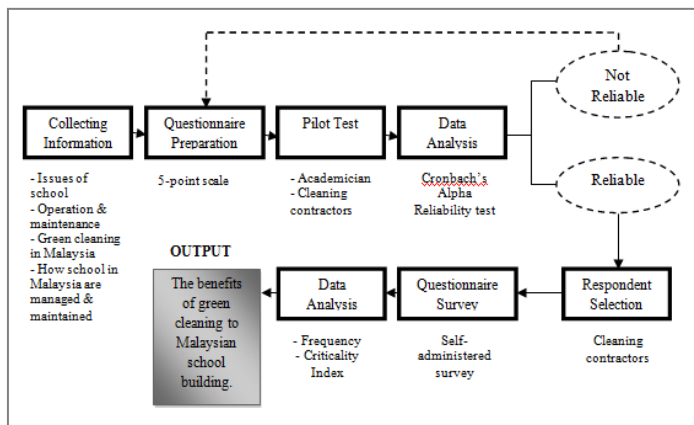 Not
Reliable
Collecting
Information
Questionnaire
Preparation
Pilot Test
Data
Analysis
- Issues of
school
- Operation &
maintenance
- Green cleaning
in Malaysia
- How school in
Malaysia are
managed &
maintained
5-point scale
- Academician
- Cleaning
contractors
Cronbach's
Alpha
Reliability test
Reliable
OUTPUT
The benefits
of green
cleaning to
Malaysian
school
building.
Data
Analysis
Questionnaire
Survey
Respondent
Selection
- Frequency
- Criticality
Index
Self-
administered
survey
Cleaning
contractors